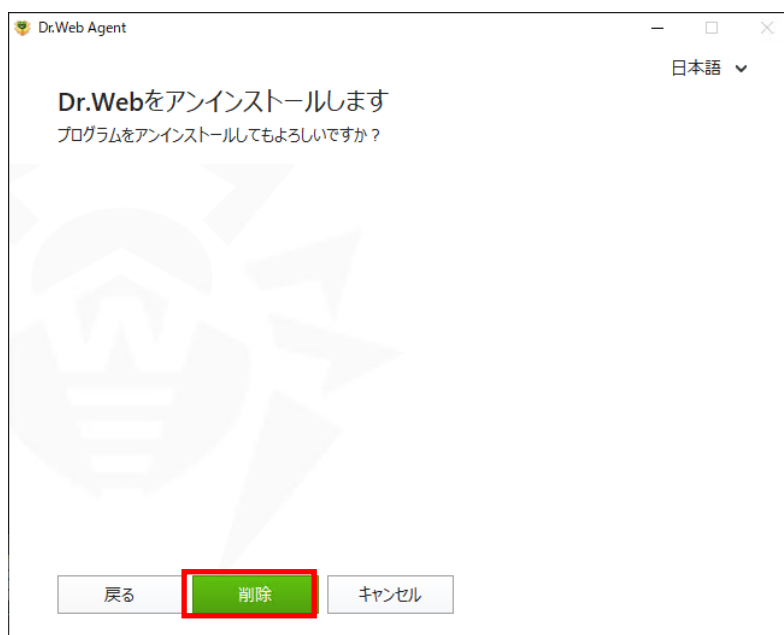 Dr.Web Agent
日本語
Dr.Webをアンインストールします
プログラムをアンインストールしてもよろしいですか？
戻る
削除
キャンセル